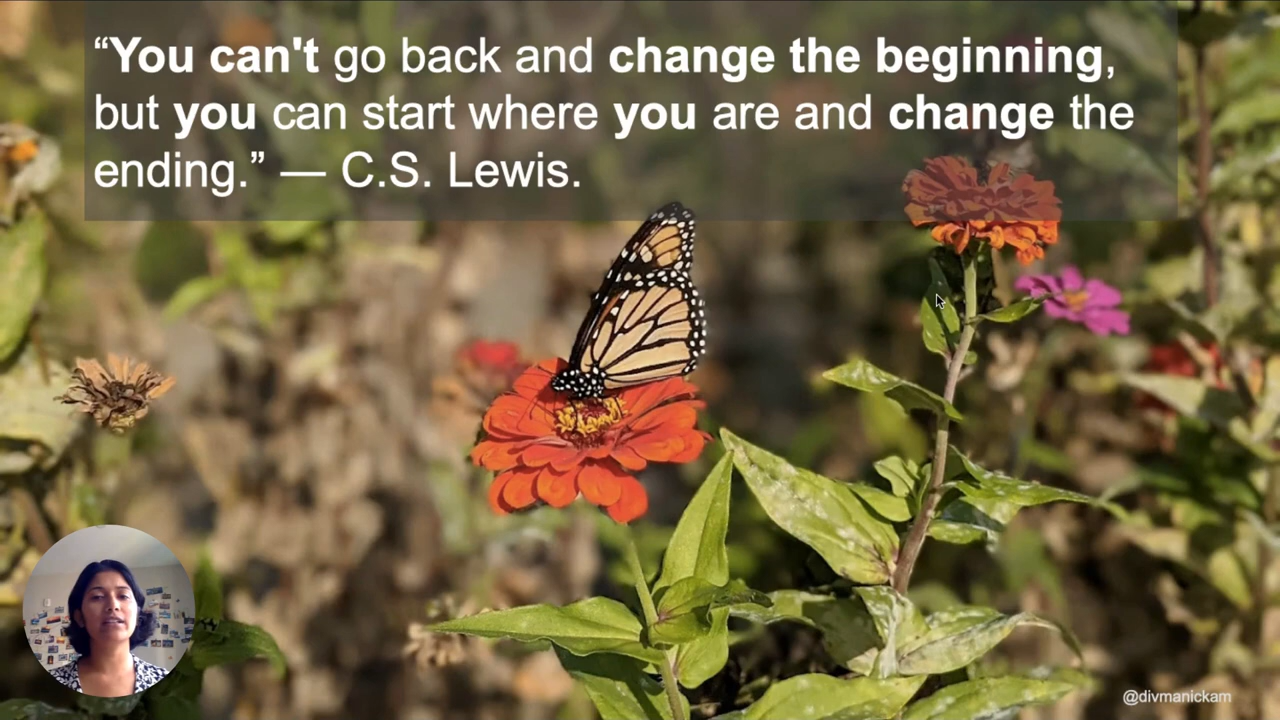 “You can't go back and change the beginning,
but you can start where you are and change the
ending.” — C.S. Lewis.
@divmanickam